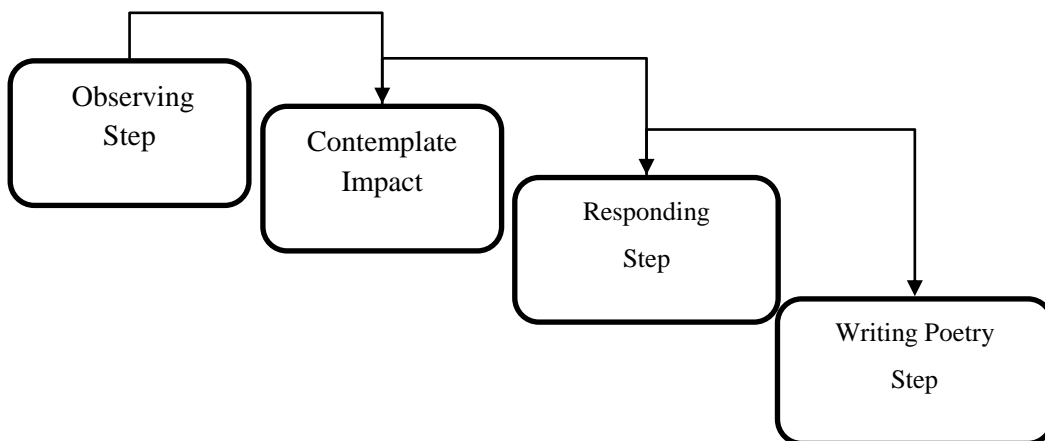 Observing
Step
Contemplate
Impact
Responding
Step
Writing Poetry
Step